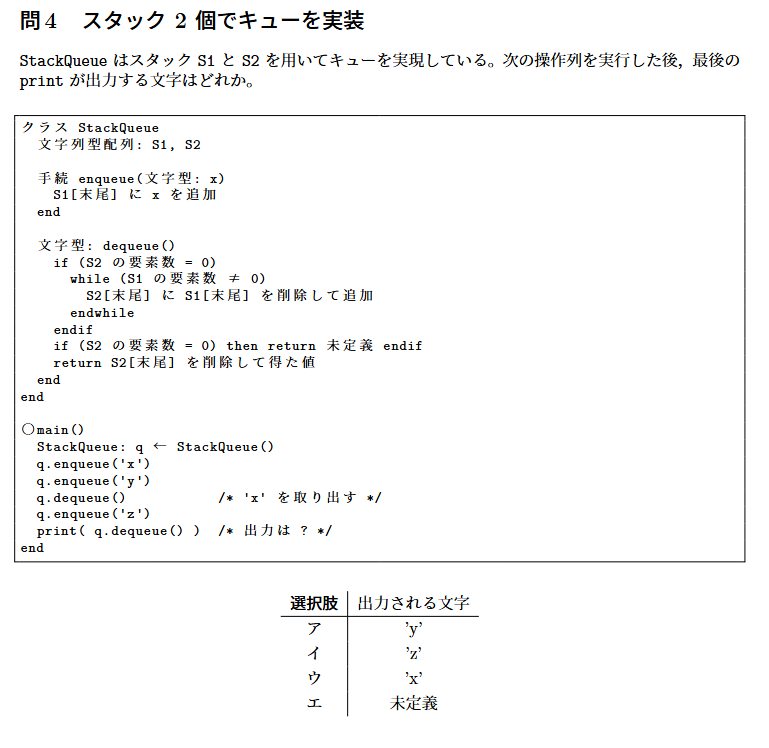 問4 スタック 2 個でキューを実装
StackQueue はスタック S1 と S2 を用いてキューを実現している。次の操作列を実行した後，最後の
print が出力する文字はどれか。
クラス StackQueue
  文字列型配列: S1, S2
  手続 enqueue(文字型: x)
    S1[末尾] に x を追加
  end
  文字型: dequeue()
    if (S2 の要素数 = 0)
      while (S1 の要素数 ≠ 0)
        S2[末尾] に S1[末尾] を削除して追加
      endwhile
    endif
    if (S2 の要素数 = 0) then return 未定義 endif
    return S2[末尾] を削除して得た値
  end
end
○main()
  StackQueue: q ← StackQueue()
  q.enqueue('x')
  q.enqueue('y')
  q.dequeue()            /* 'x' を取り出す */
  q.enqueue('z')
  print( q.dequeue() )  /* 出力は ? */
end
選択肢 出力される文字
ア 'y'
イ 'z'
ウ 'x'
エ 未定義